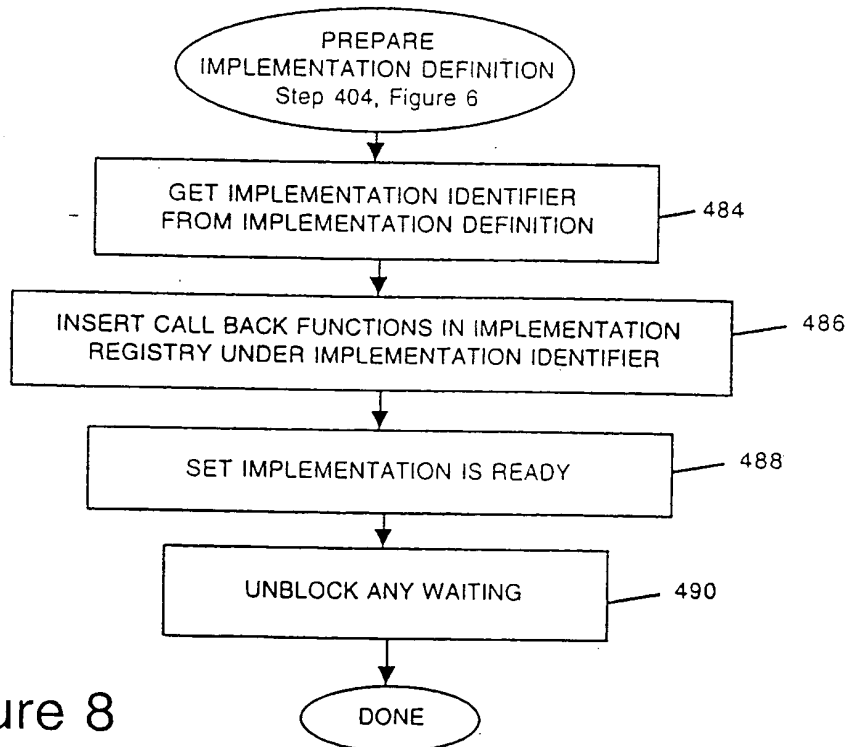 PREPARE
IMPLEMENTATION DEFINITION
Step 404, Figure 6
GET IMPLEMENTATION IDENTIFIER
FROM IMPLEMENTATION DEFINITION
484
INSERT CALL BACK FUNCTIONS IN IMPLEMENTATION
REGISTRY UNDER IMPLEMENTATION IDENTIFIER
486
SET IMPLEMENTATION IS READY
488
UNBLOCK ANY WAITING
490
DONE
ure 8